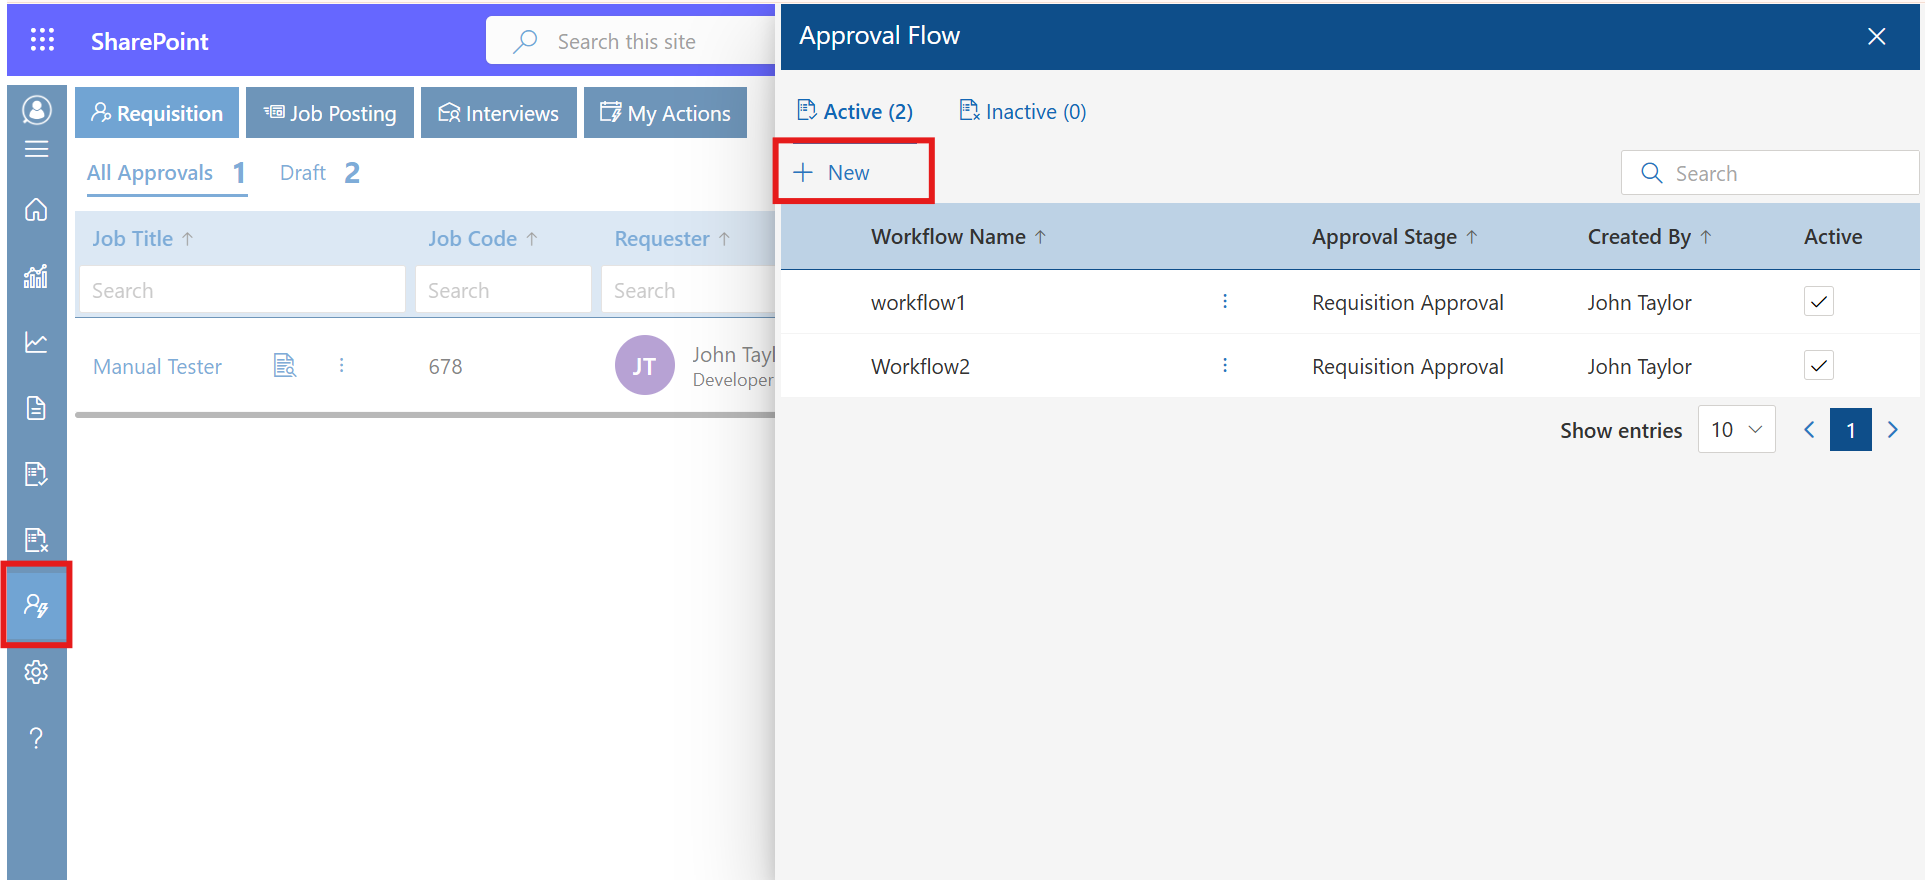 SharePoint
Search this site
Requisition
Job Posting
Interviews
My Actions
All Approvals 1
Draft 2
Job Title ↑
Job Code ↑
Requester ↑
Search
Search
Search
Manual Tester
678
JT
John Tayl
Developer
Approval Flow
Active (2)
Inactive (0)
+ New
Search
Workflow Name ↑
Approval Stage ↑
Created By ↑
Active
workflow1
Requisition Approval
John Taylor
Workflow2
Requisition Approval
John Taylor
Show entries
10
1